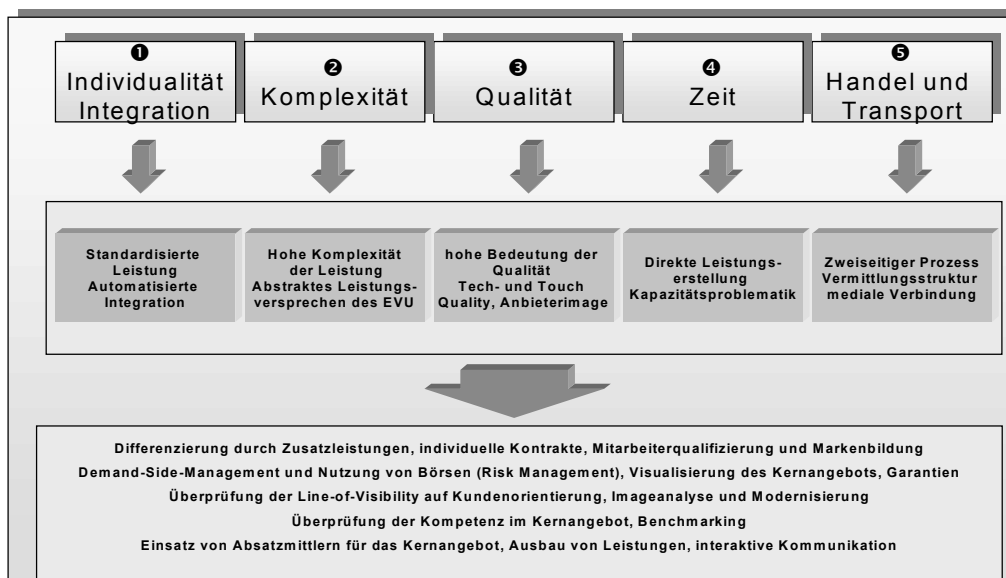 ❶
Individualität
Integration
❷
Komplexität
❸
Qualität
❹
Zeit
❺
Handel und
Transport
Standardisierte
Leistung
Automatisierte
Integration
Hohe Komplexität
der Leistung
Abstraktes Leistungs-
versprechen des EVU
hohe Bedeutung der
Qualität
Tech- und Touch
Quality, Anbieterimage
Direkte Leistungs-
erstellung
Kapazitätsproblematik
Zweiseitiger Prozess
Vermittlungsstruktur
mediale Verbindung
Differenzierung durch Zusatzleistungen, individuelle Kontrakte, Mitarbeiterqualifizierung und Markenbildung
Demand-Side-Management und Nutzung von Börsen (Risk Management), Visualisierung des Kernangebots, Garantien
Überprüfung der Line-of-Visibility auf Kundenorientierung, Imageanalyse und Modernisierung
Überprüfung der Kompetenz im Kernangebot, Benchmarking
Einsatz von Absatzmittlern für das Kernangebot, Ausbau von Leistungen, interaktive Kommunikation